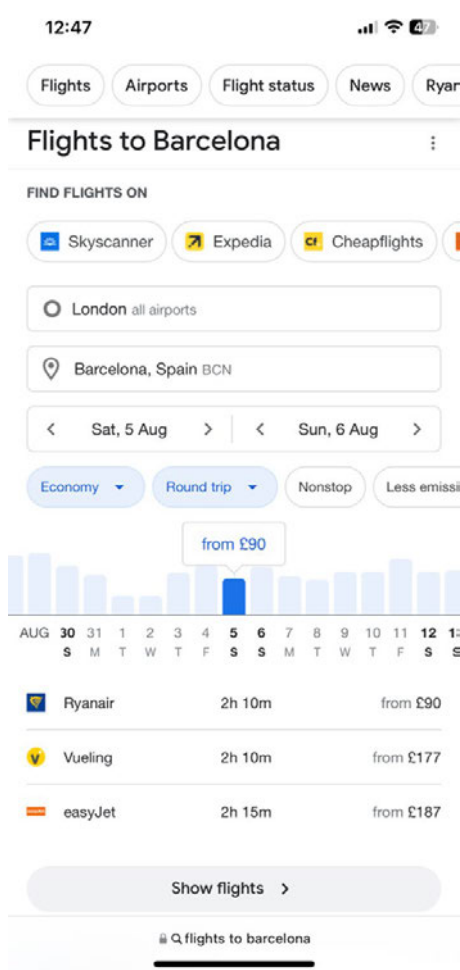 12:47
47
Flights Airports Flight status News Ryan
Flights to Barcelona
FIND FLIGHTS ON
Skyscanner Expedia Cf Cheapflights
London all airports
Barcelona, Spain BCN
Sat, 5 Aug Sun, 6 Aug
Economy Round trip Nonstop Less emissi
from £90
AUG 30 31 1 2 3 4 5 6 7 8 9 10 11 12
S M T W T F S S M T W T F S S
Ryanair 2h 10m from £90
V Vueling 2h 10m from £177
easyJet 2h 15m from £187
Show flights
flights to barcelona